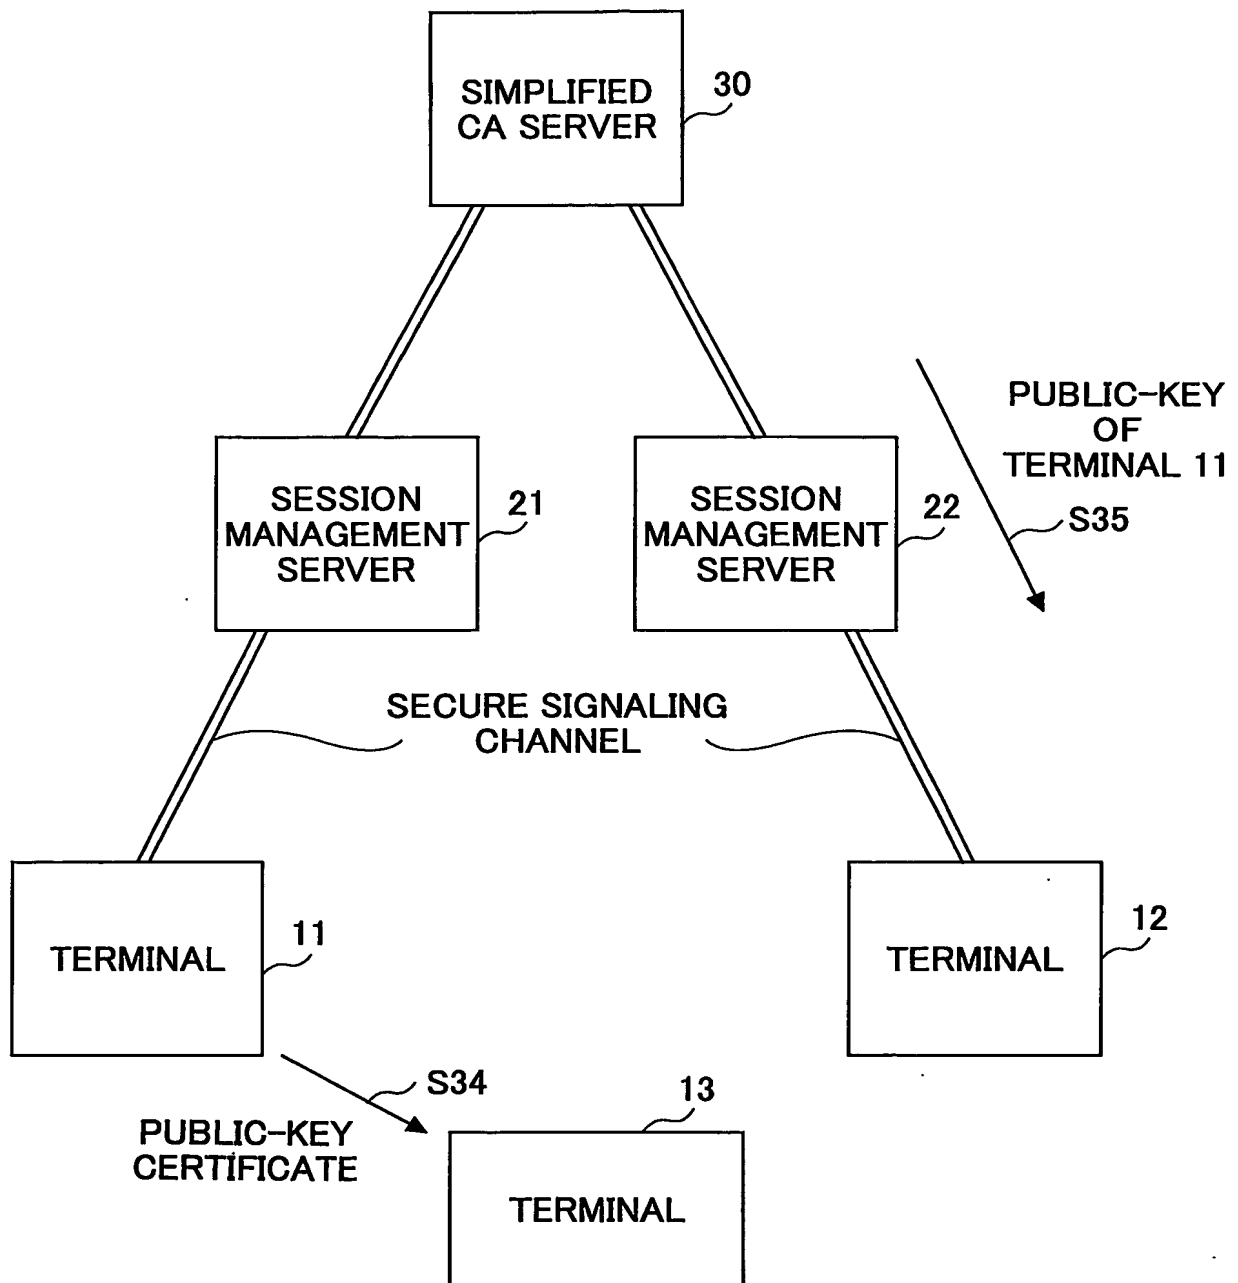 SIMPLIFIED
CA SERVER
30
PUBLIC-KEY
OF
TERMINAL 11
S35
SESSION
MANAGEMENT
SERVER
21
SESSION
MANAGEMENT
SERVER
22
SECURE SIGNALING
CHANNEL
TERMINAL
11
TERMINAL
12
S34
PUBLIC-KEY
CERTIFICATE
13
TERMINAL